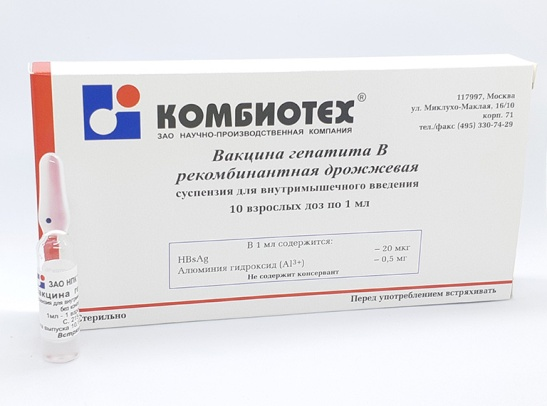 КОМБИОТЕХ®
ЗАО НАУЧНО-ПРОИЗВОДСТВЕННАЯ КОМПАНИЯ
117997, Москва
ул. Миклухо-Маклая, 16/10
корп. 71
тел./факс (495) 330-74-29
Вакцина гепатита В
рекомбинантная дрожжевая
суспензия для внутримышечного введения
10 взрослых доз по 1 мл
В 1 мл содержится:
HBsAg – 20 мкг
Алюминия гидроксид (Al³⁺) – 0,5 мг
Не содержит консервант
Стерильно
Перед употреблением встряхивать
ЗАО НПК
акцина г